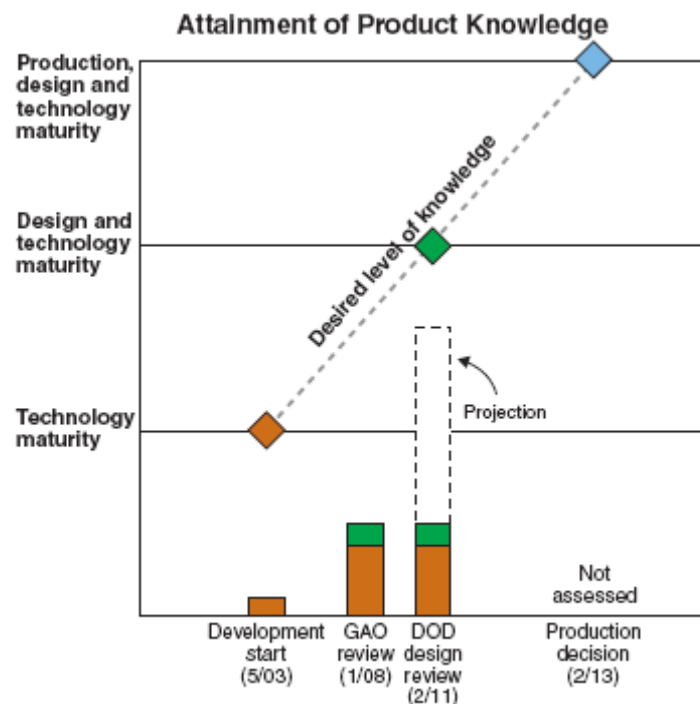 Attainment of Product Knowledge
Production,
design and
technology
maturity
Design and
technology
maturity
Desired level of knowledge
Technology
maturity
Projection
Not
assessed
Development
start
(5/03)
GAO
review
(1/08)
DOD
design
review
(2/11)
Production
decision
(2/13)